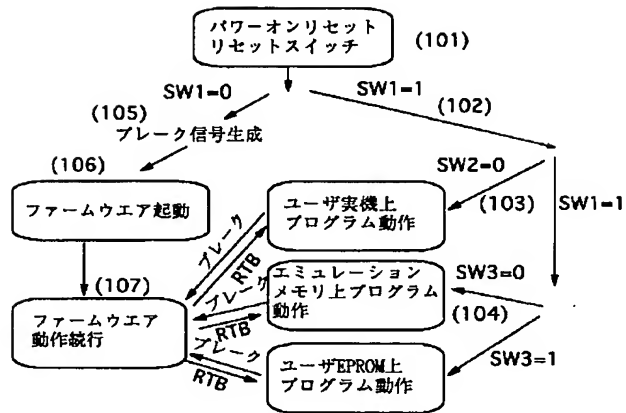 パワーオンリセット
リセットスイッチ
(101)
SW1=0
SW1=1
(105)
(102)
ブレーク信号生成
(106)
SW2=0
ファームウエア起動
ユーザ実機上
プログラム動作
(103)
SW1=1
ブレーク
RTB
(107)
エミュレーション
メモリ上プログラム
動作
SW3=0
ブレーク
RTB
(104)
ファームウエア
動作続行
ブレーク
RTB
ユーザEPROM上
プログラム動作
SW3=1